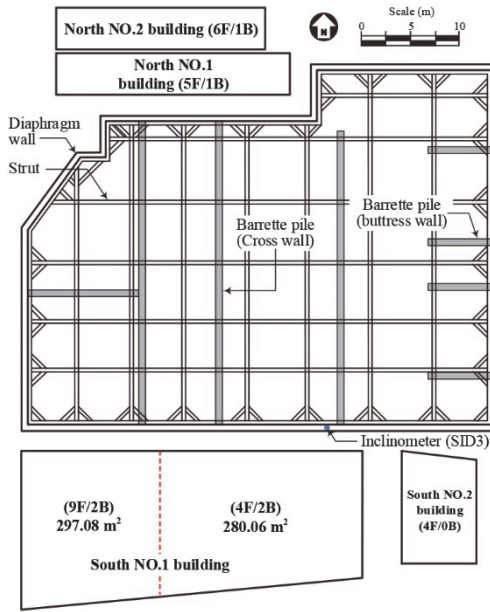 North NO.2 building (6F/1B)
North NO.1
building (5F/1B)
N
Scale (m)
0 5 10
Diaphragm
wall
Strut
Barrette pile
(Cross wall)
Barrette pile
(buttress wall)
Inclinometer (SID3)
(9F/2B)
297.08 m²
(4F/2B)
280.06 m²
South NO.1 building
South NO.2
building
(4F/0B)